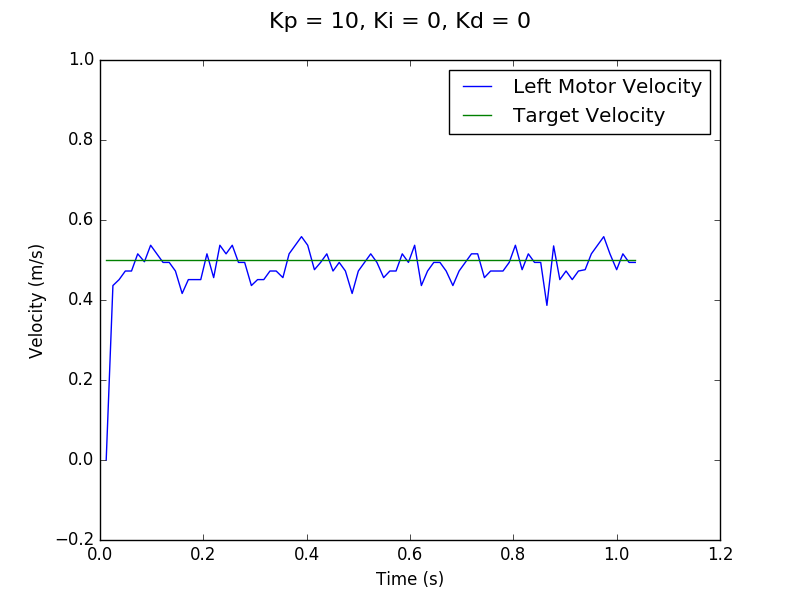 Kp = 10, Ki = 0, Kd = 0
1.0
0.8
0.6
0.4
0.2
0.0
−0.2
Velocity (m/s)
Left Motor Velocity
Target Velocity
0.0 0.2 0.4 0.6 0.8 1.0 1.2
Time (s)